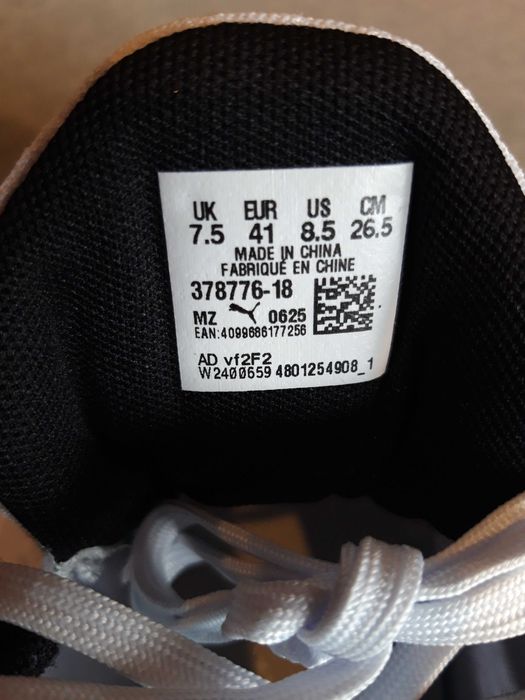 UK EUR US CM
7.5 41 8.5 26.5
MADE IN CHINA
FABRIQUÉ EN CHINE
378776-18
MZ 0625
EAN:4099686177256
AD vf2F2
W2400659 4801254908_1